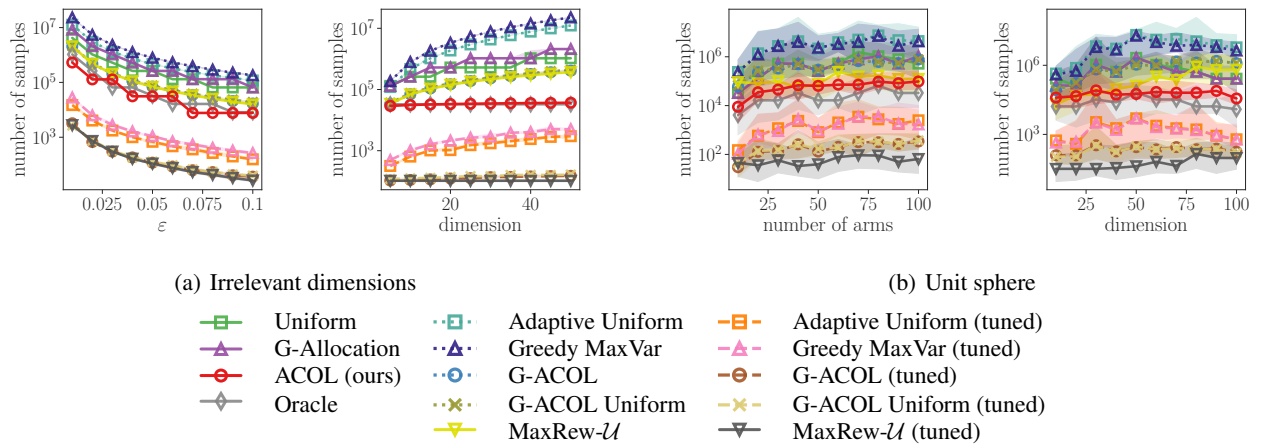 number of samples
10^7
10^5
10^3
0.025
0.05
0.075
0.1
ε
number of samples
10^7
10^5
10^3
20
40
dimension
number of samples
10^6
10^4
10^2
25
50
75
100
number of arms
number of samples
10^6
10^3
25
50
75
100
dimension
(a) Irrelevant dimensions
(b) Unit sphere
Uniform
G-Allocation
ACOL (ours)
Oracle
Adaptive Uniform
Greedy MaxVar
G-ACOL
G-ACOL Uniform
MaxRew-𝒰
Adaptive Uniform (tuned)
Greedy MaxVar (tuned)
G-ACOL (tuned)
G-ACOL Uniform (tuned)
MaxRew-𝒰 (tuned)